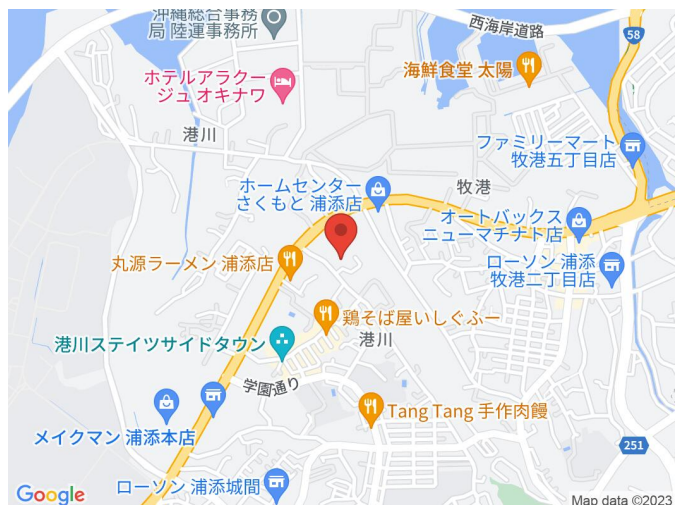 沖縄総合事務
局 陸運事務所
西海岸道路
58
海鮮食堂 太陽
ホテルアラクー
ジュ オキナワ
港川
ファミリーマート
牧港五丁目店
ホームセンター
さくもと 浦添店
牧港
オートバックス
ニューマチナト店
丸源ラーメン 浦添店
ローソン 浦添
牧港二丁目店
鶏そば屋いしぐふー
港川
港川ステイツサイドタウン
学園通り
Tang Tang 手作肉饅
メイクマン 浦添本店
251
ローソン 浦添城間
Google
Map data ©2023